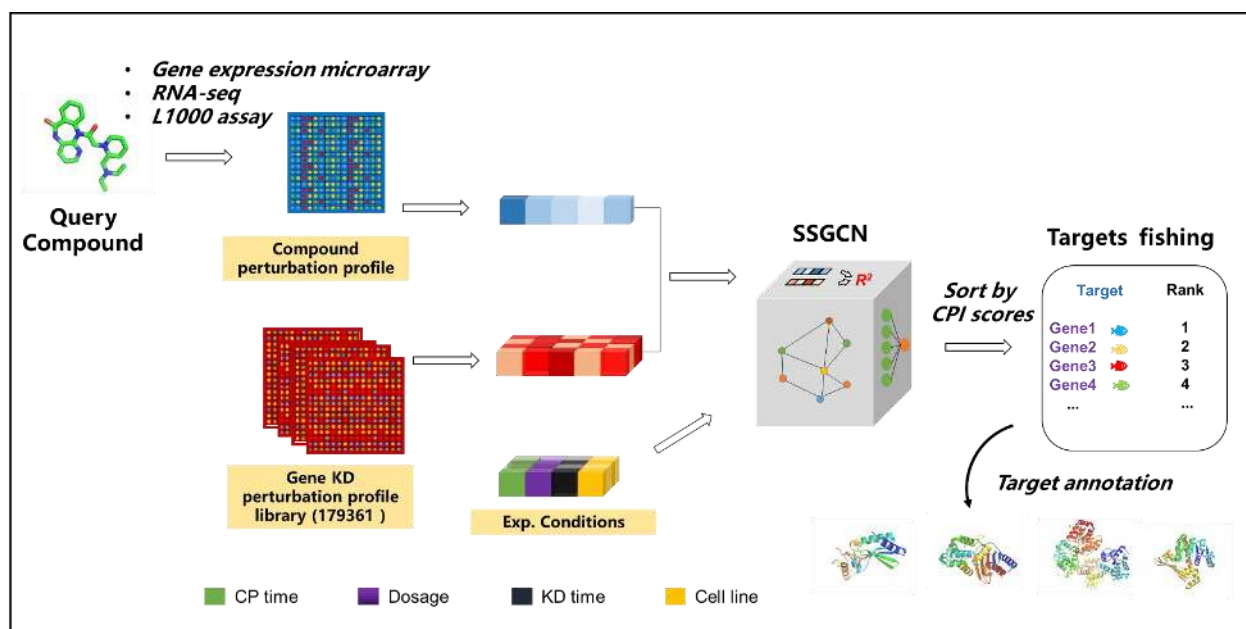 • Gene expression microarray
• RNA-seq
• L1000 assay
Query
Compound
Compound
perturbation profile
Gene KD
perturbation profile
library (179361 )
Exp. Conditions
SSGCN
R²
Sort by
CPI scores
Targets fishing
Target Rank
Gene1 1
Gene2 2
Gene3 3
Gene4 4
... ...
Target annotation
CP time Dosage KD time Cell line